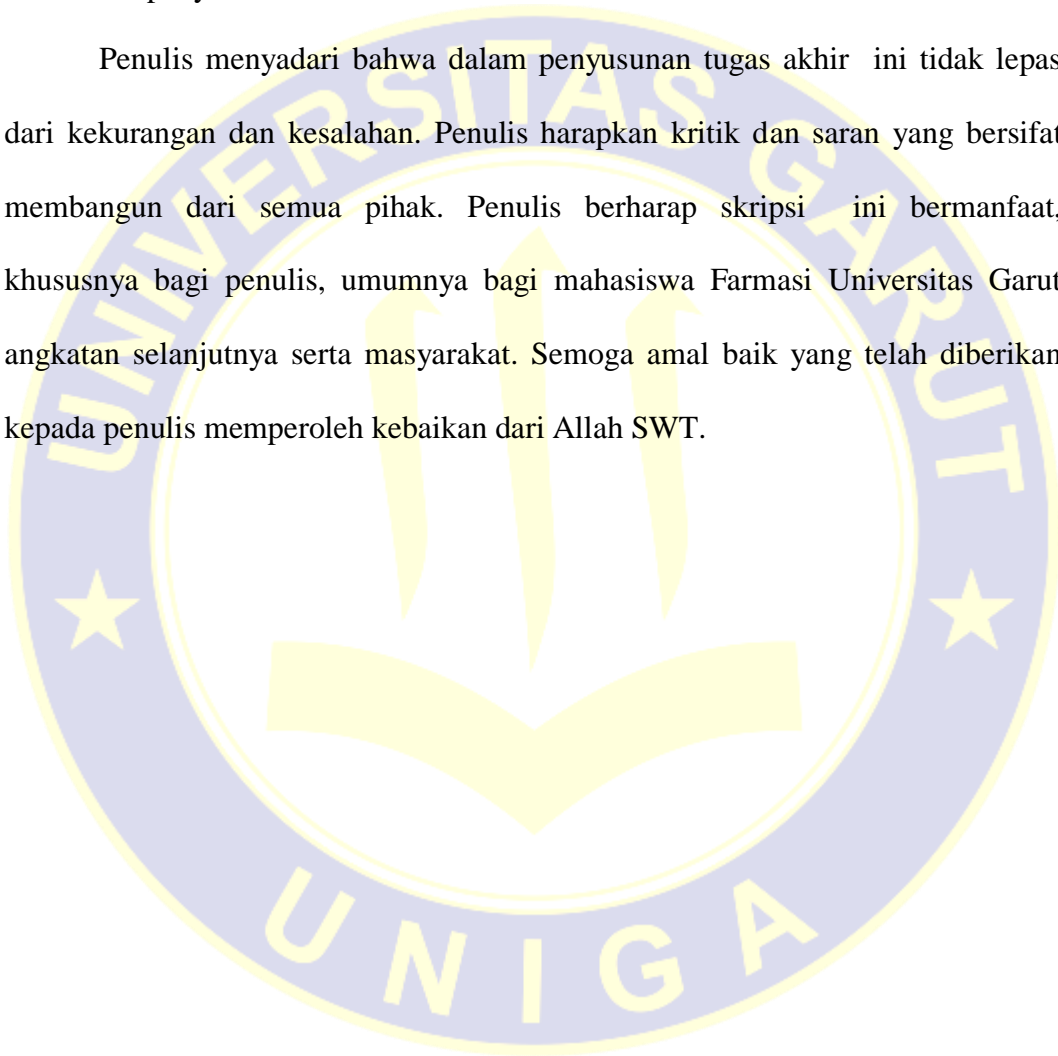 Penulis menyadari bahwa dalam penyusunan tugas akhir ini tidak lepas
dari kekurangan dan kesalahan. Penulis harapkan kritik dan saran yang bersifat
membangun dari semua pihak. Penulis berharap skripsi ini bermanfaat,
khususnya bagi penulis, umumnya bagi mahasiswa Farmasi Universitas Garut
angkatan selanjutnya serta masyarakat. Semoga amal baik yang telah diberikan
kepada penulis memperoleh kebaikan dari Allah SWT.
UNIVERSITAS GARUT
UNIGA